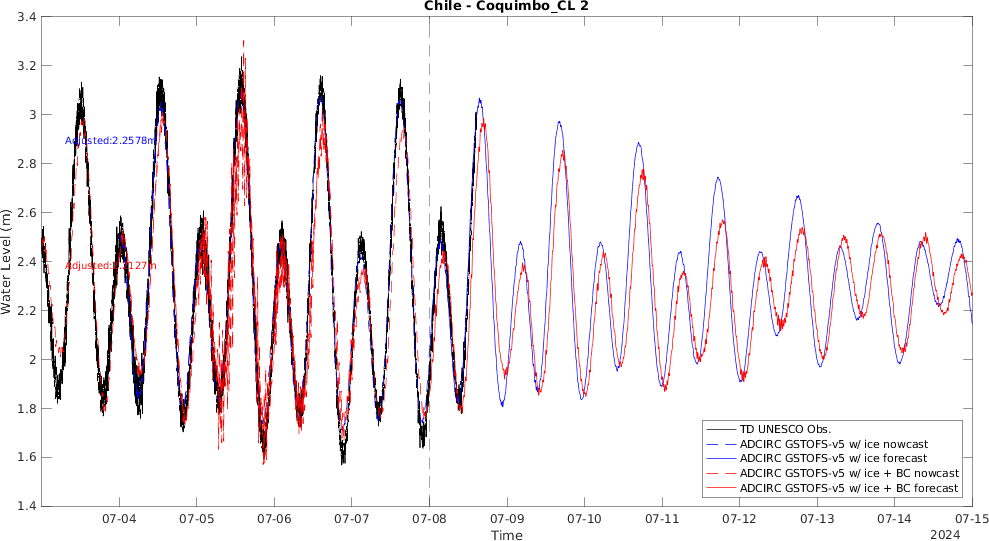 Chile - Coquimbo_CL 2
Water Level (m)
3.4
3.2
3
2.8
2.6
2.4
2.2
2
1.8
1.6
1.4
Adjusted:2.2578m
07-04
07-05
07-06
07-07
07-08
07-09
07-10
07-11
07-12
07-13
07-14
07-15
Time
2024
TD UNESCO Obs.
ADCIRC GSTOFS-v5 w/ ice nowcast
ADCIRC GSTOFS-v5 w/ ice forecast
ADCIRC GSTOFS-v5 w/ ice + BC nowcast
ADCIRC GSTOFS-v5 w/ ice + BC forecast